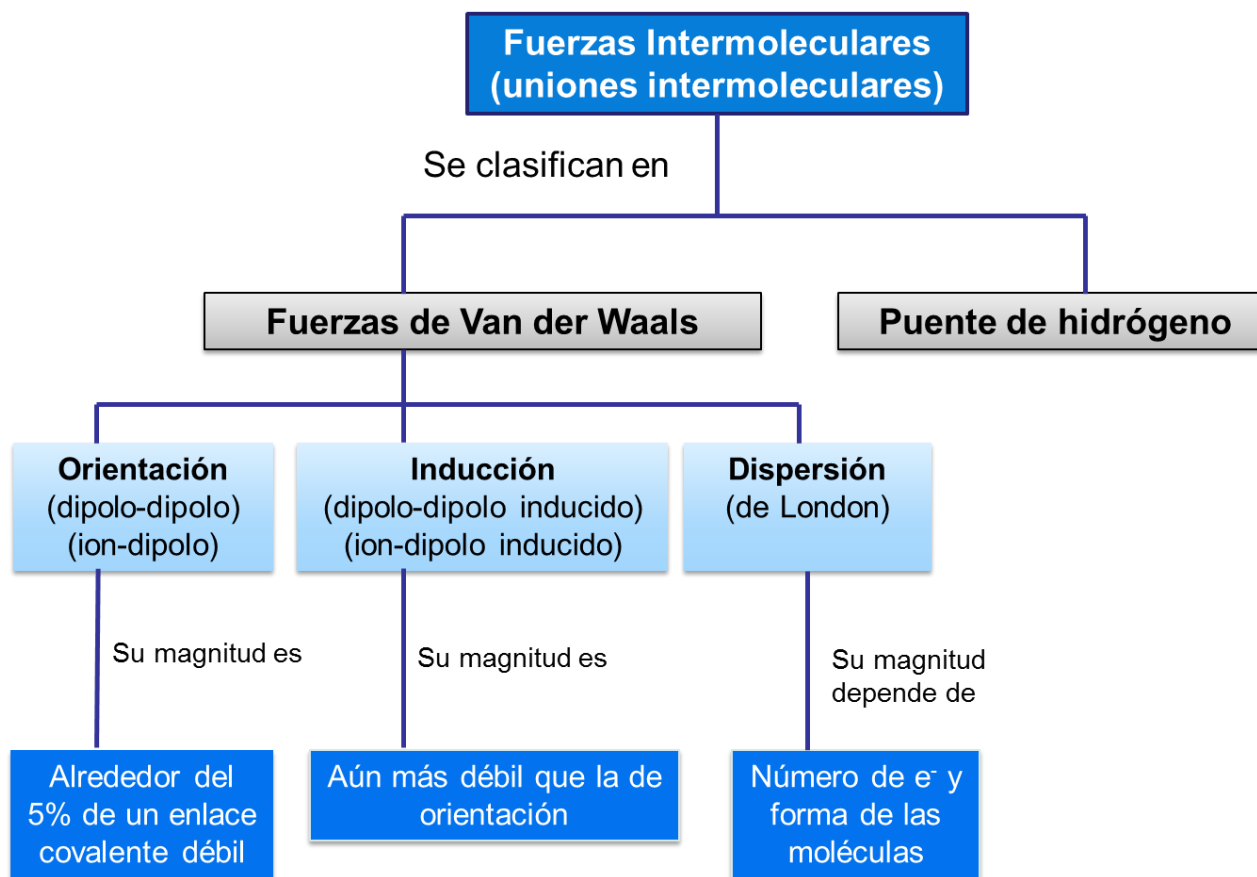 Fuerzas Intermoleculares
(uniones intermoleculares)
Se clasifican en
Fuerzas de Van der Waals
Puente de hidrógeno
Orientación
(dipolo-dipolo)
(ion-dipolo)
Inducción
(dipolo-dipolo inducido)
(ion-dipolo inducido)
Dispersión
(de London)
Su magnitud es
Su magnitud es
Su magnitud
depende de
Alrededor del
5% de un enlace
covalente débil
Aún más débil que la de
orientación
Número de e⁻ y
forma de las
moléculas